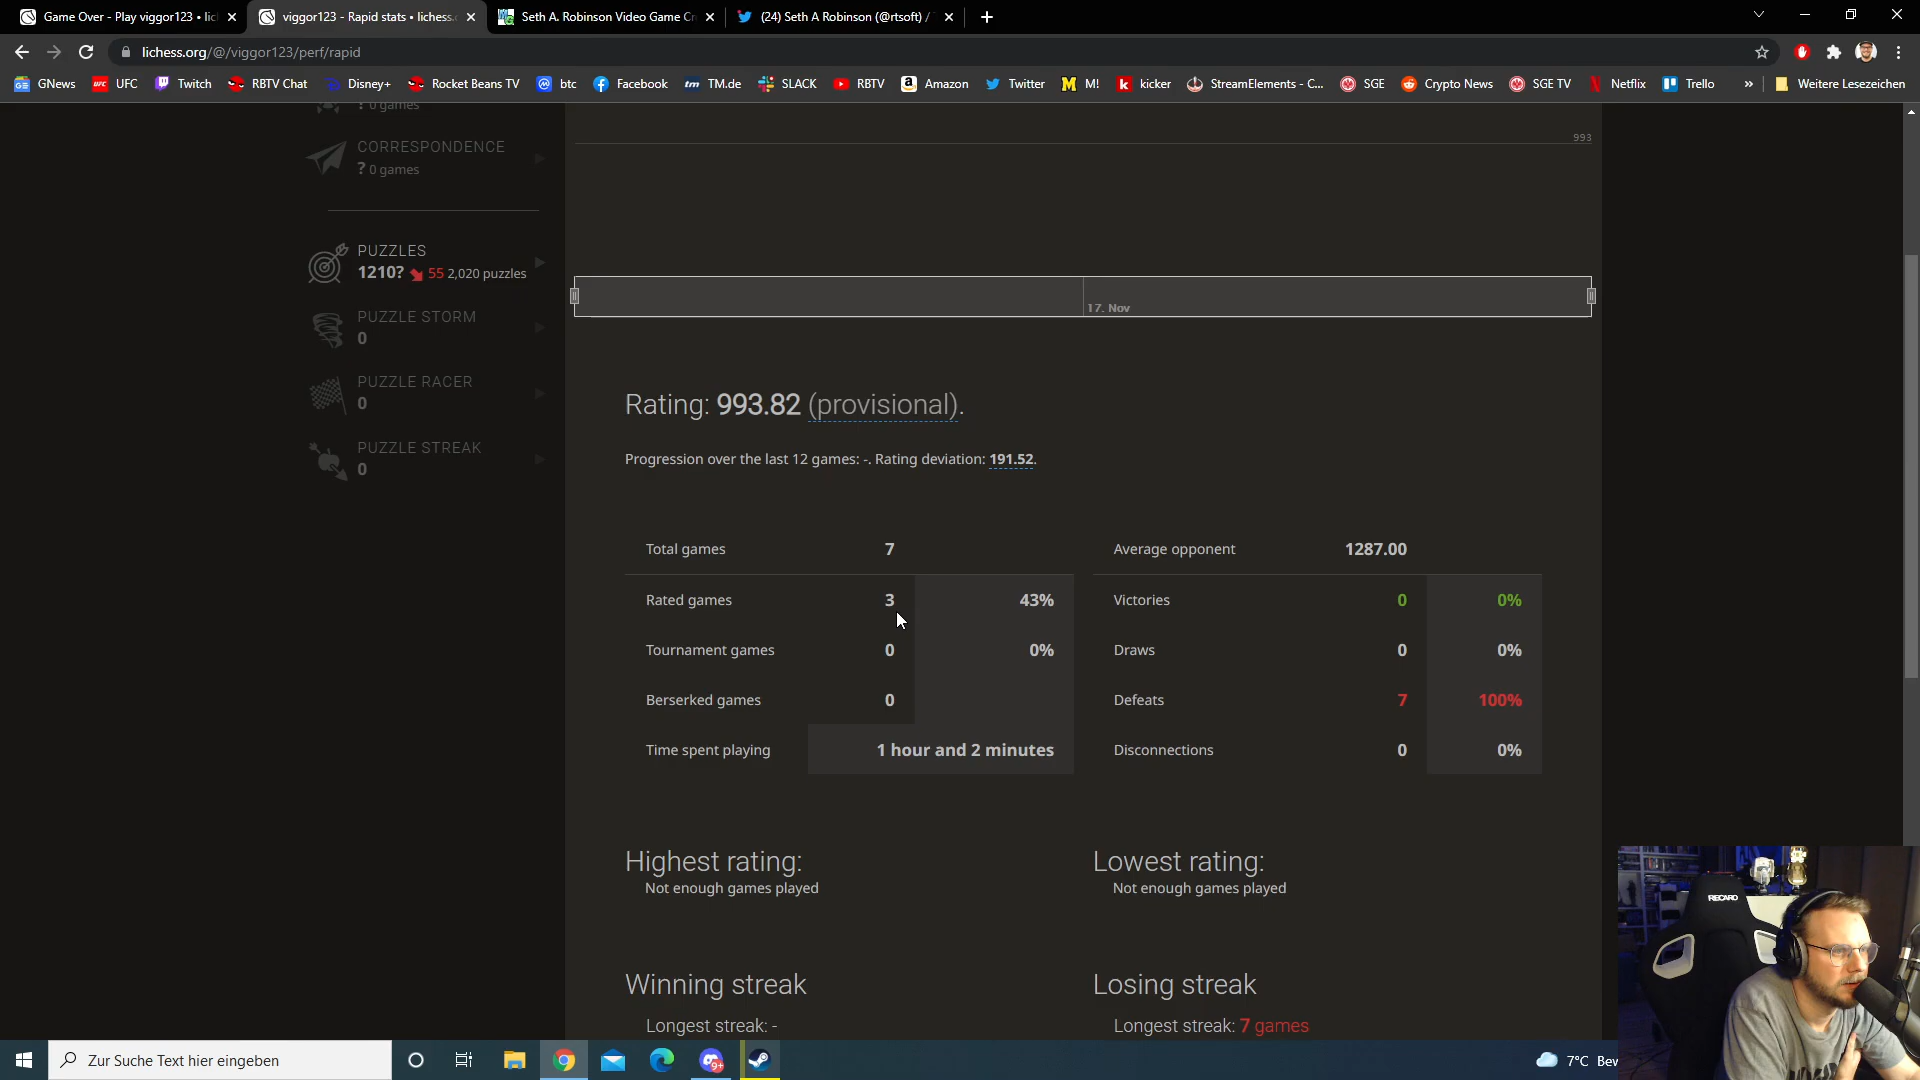 Game Over - Play viggor123 • lic
viggor123 - Rapid stats • lichess.
Seth A. Robinson Video Game Cr
(24) Seth A Robinson (@rtsoft) /
lichess.org/@/viggor123/perf/rapid
GNews UFC Twitch RBTV Chat Disney+ Rocket Beans TV btc Facebook TM.de SLACK RBTV Amazon Twitter M! kicker StreamElements - C... SGE Crypto News SGE TV Netflix Trello » Weitere Lesezeichen
? 0 games
CORRESPONDENCE
? 0 games
PUZZLES
1210? 55 2,020 puzzles
PUZZLE STORM
0
PUZZLE RACER
0
PUZZLE STREAK
0
993
17. Nov
Rating: 993.82 (provisional).
Progression over the last 12 games: -. Rating deviation: 191.52.
Total games 7
Rated games 3 43%
Tournament games 0 0%
Berserked games 0
Time spent playing 1 hour and 2 minutes
Average opponent 1287.00
Victories 0 0%
Draws 0 0%
Defeats 7 100%
Disconnections 0 0%
Highest rating:
Not enough games played
Lowest rating:
Not enough games played
Winning streak
Longest streak: -
Losing streak
Longest streak: 7 games
RECARO
Zur Suche Text hier eingeben
9+
7°C Bew